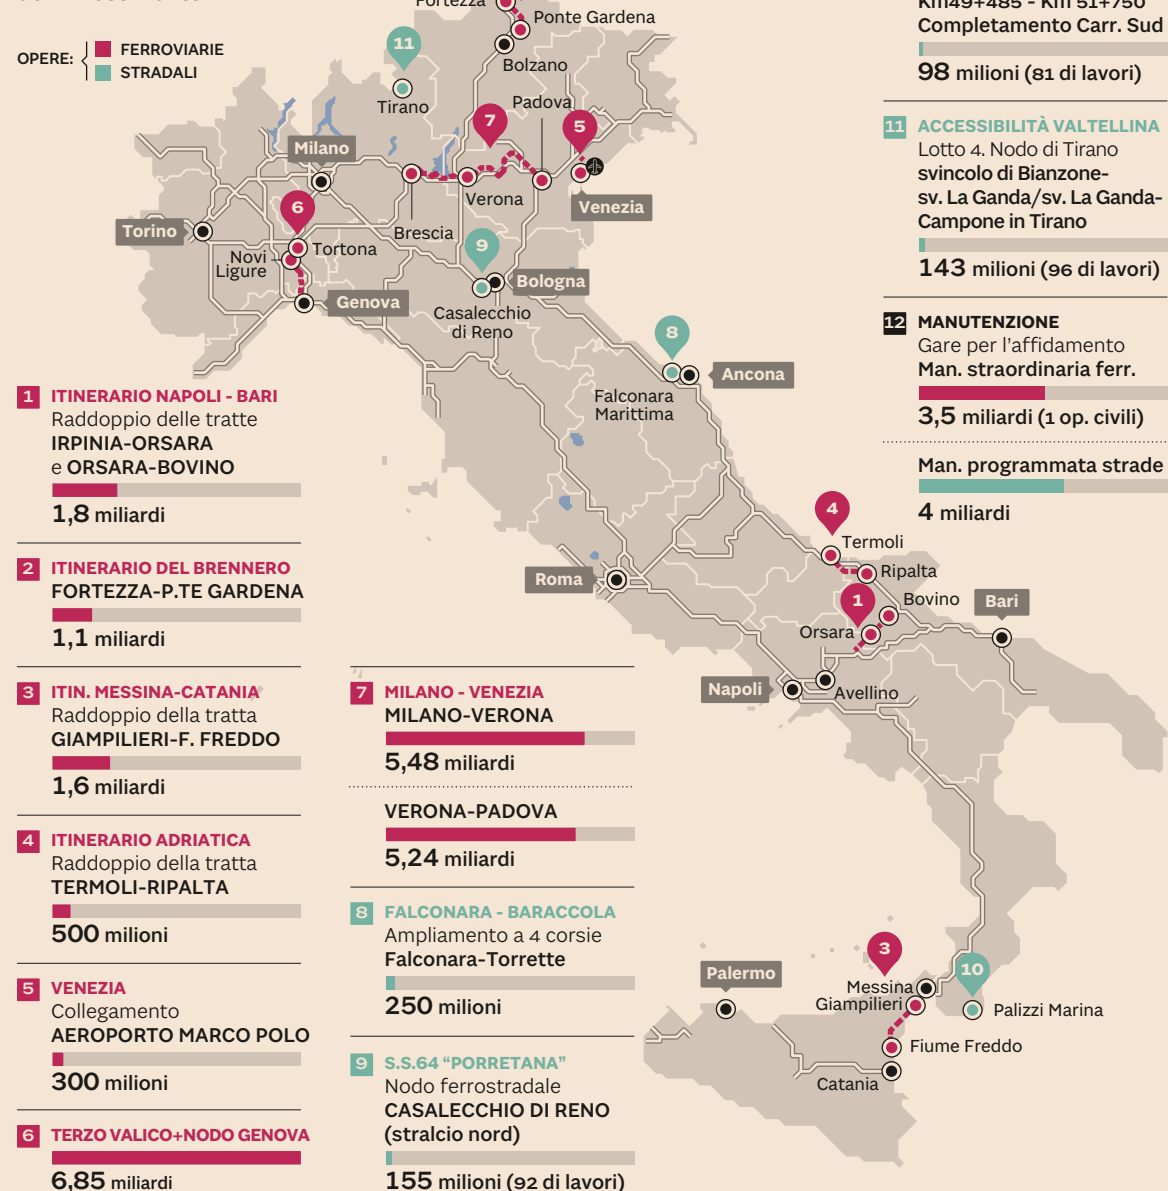 OPERE:
FERROVIARIE
STRADALI
Fortezza
Ponte Gardena
Bolzano
11
Tirano
Padova
7
5
Milano
Verona
Venezia
6
Torino
Brescia
Tortona
Novi
Ligure
9
Bologna
Genova
Casalecchio
di Reno
8
Ancona
Falconara
Marittima
4
Termoli
Ripalta
Roma
1
Bovino
Bari
Orsara
Napoli
Avellino
3
10
Palermo
Messina
Giampilieri
Palizzi Marina
Fiume Freddo
Catania
1 ITINERARIO NAPOLI - BARI
Raddoppio delle tratte
IRPINIA-ORSARA
e ORSARA-BOVINO
1,8 miliardi
2 ITINERARIO DEL BRENNERO
FORTEZZA-P.TE GARDENA
1,1 miliardi
3 ITIN. MESSINA-CATANIA
Raddoppio della tratta
GIAMPILIERI-F. FREDDO
1,6 miliardi
4 ITINERARIO ADRIATICA
Raddoppio della tratta
TERMOLI-RIPALTA
500 milioni
5 VENEZIA
Collegamento
AEROPORTO MARCO POLO
300 milioni
6 TERZO VALICO+NODO GENOVA
6,85 miliardi
7 MILANO - VENEZIA
MILANO-VERONA
5,48 miliardi
VERONA-PADOVA
5,24 miliardi
8 FALCONARA - BARACCOLA
Ampliamento a 4 corsie
Falconara-Torrette
250 milioni
9 S.S.64 “PORRETANA”
Nodo ferrostradale
CASALECCHIO DI RENO
(stralcio nord)
155 milioni (92 di lavori)
Km49+485 - Km 51+750
Completamento Carr. Sud
98 milioni (81 di lavori)
11 ACCESSIBILITÀ VALTELLINA
Lotto 4. Nodo di Tirano
svincolo di Bianzone-
sv. La Ganda/sv. La Ganda-
Campone in Tirano
143 milioni (96 di lavori)
12 MANUTENZIONE
Gare per l’affidamento
Man. straordinaria ferr.
3,5 miliardi (1 op. civili)
Man. programmata strade
4 miliardi